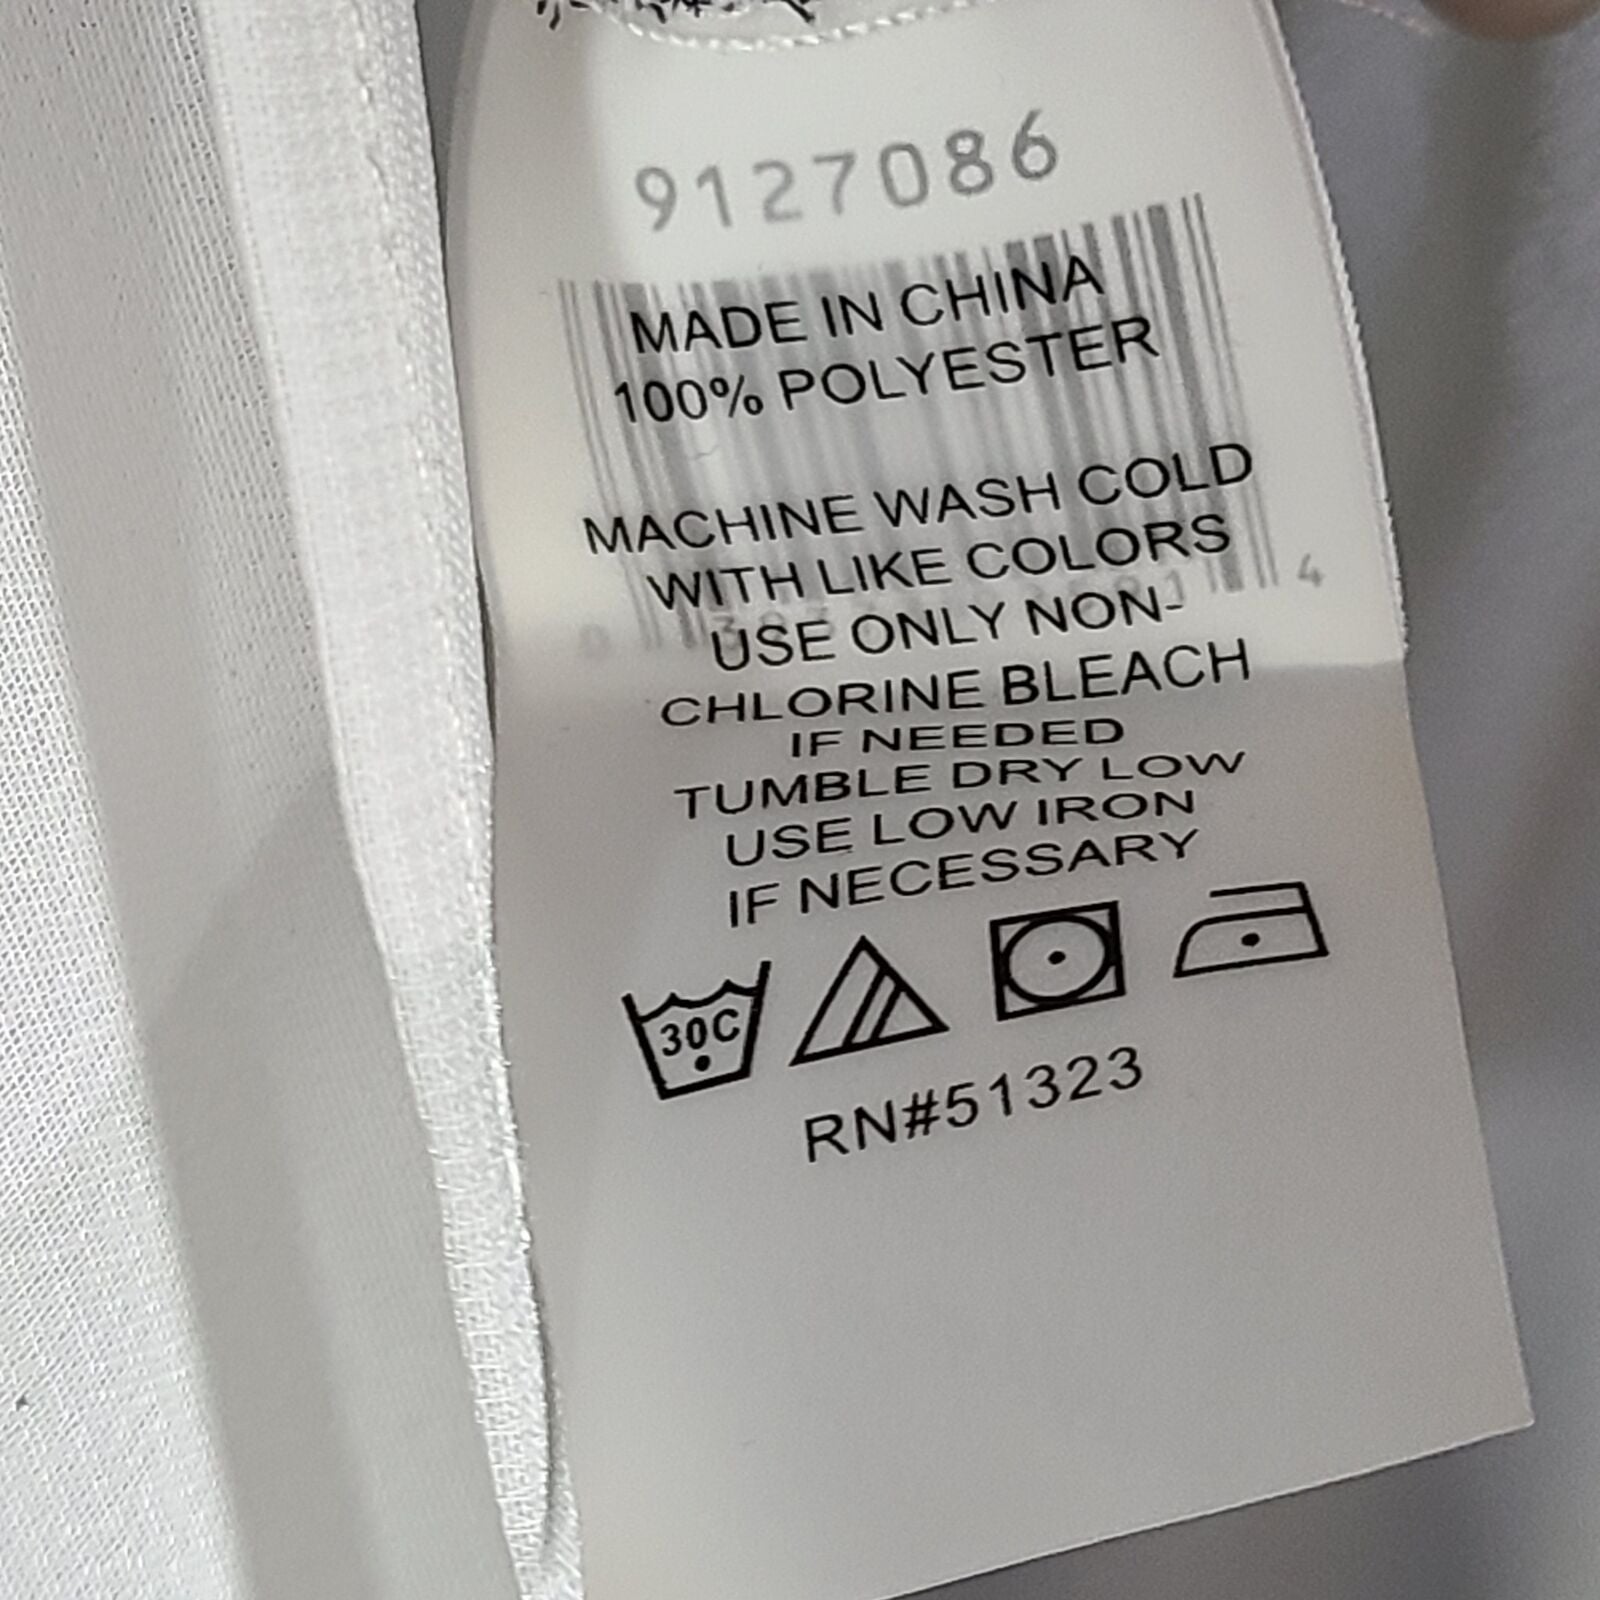 9127086
MADE IN CHINA
100% POLYESTER
MACHINE WASH COLD
WITH LIKE COLORS
USE ONLY NON-
CHLORINE BLEACH
IF NEEDED
TUMBLE DRY LOW
USE LOW IRON
IF NECESSARY
30C
RN#51323